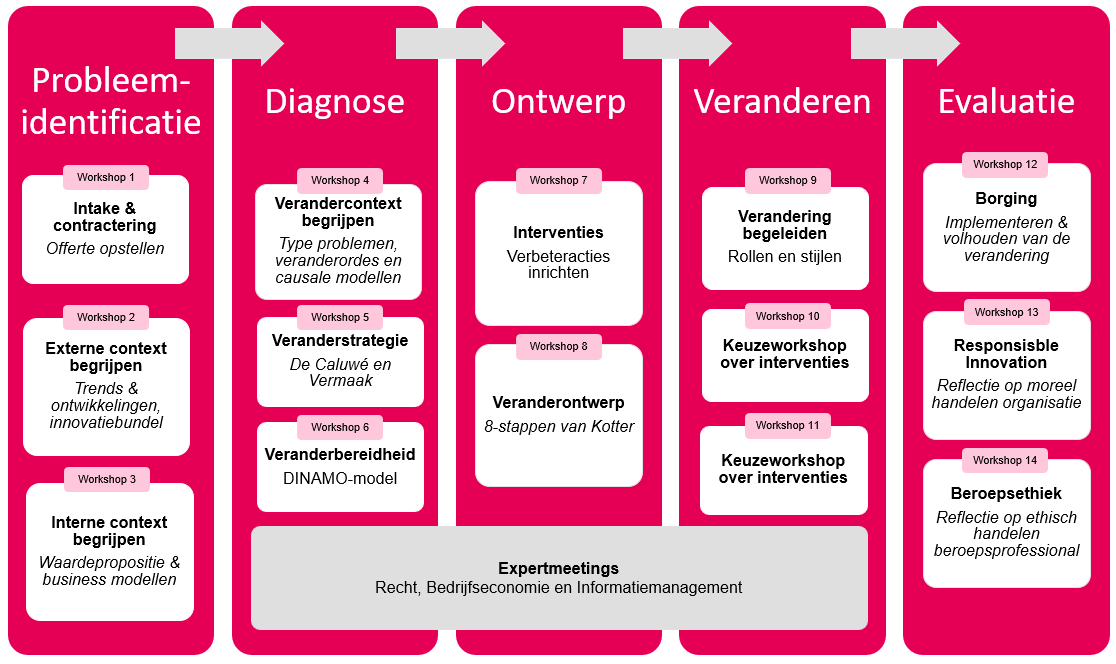 Probleem-
identificatie
Workshop 1
Intake &
contractering
Offerte opstellen
Workshop 2
Externe context
begrijpen
Trends &
ontwikkelingen,
innovatiebundel
Workshop 3
Interne context
begrijpen
Waardepropositie &
business modellen
Diagnose
Workshop 4
Verandercontext
begrijpen
Type problemen,
veranderordes en
causale modellen
Workshop 5
Veranderstrategie
De Caluwé en
Vermaak
Workshop 6
Veranderbereidheid
DINAMO-model
Ontwerp
Workshop 7
Interventies
Verbeteracties
inrichten
Workshop 8
Veranderontwerp
8-stappen van Kotter
Veranderen
Workshop 9
Verandering
begeleiden
Rollen en stijlen
Workshop 10
Keuzeworkshop
over interventies
Workshop 11
Keuzeworkshop
over interventies
Expertmeetings
Recht, Bedrijfseconomie en Informatiemanagement
Evaluatie
Workshop 12
Borging
Implementeren &
volhouden van de
verandering
Workshop 13
Responsisble
Innovation
Reflectie op moreel
handelen organisatie
Workshop 14
Beroepsethiek
Reflectie op ethisch
handelen
beroepsprofessional